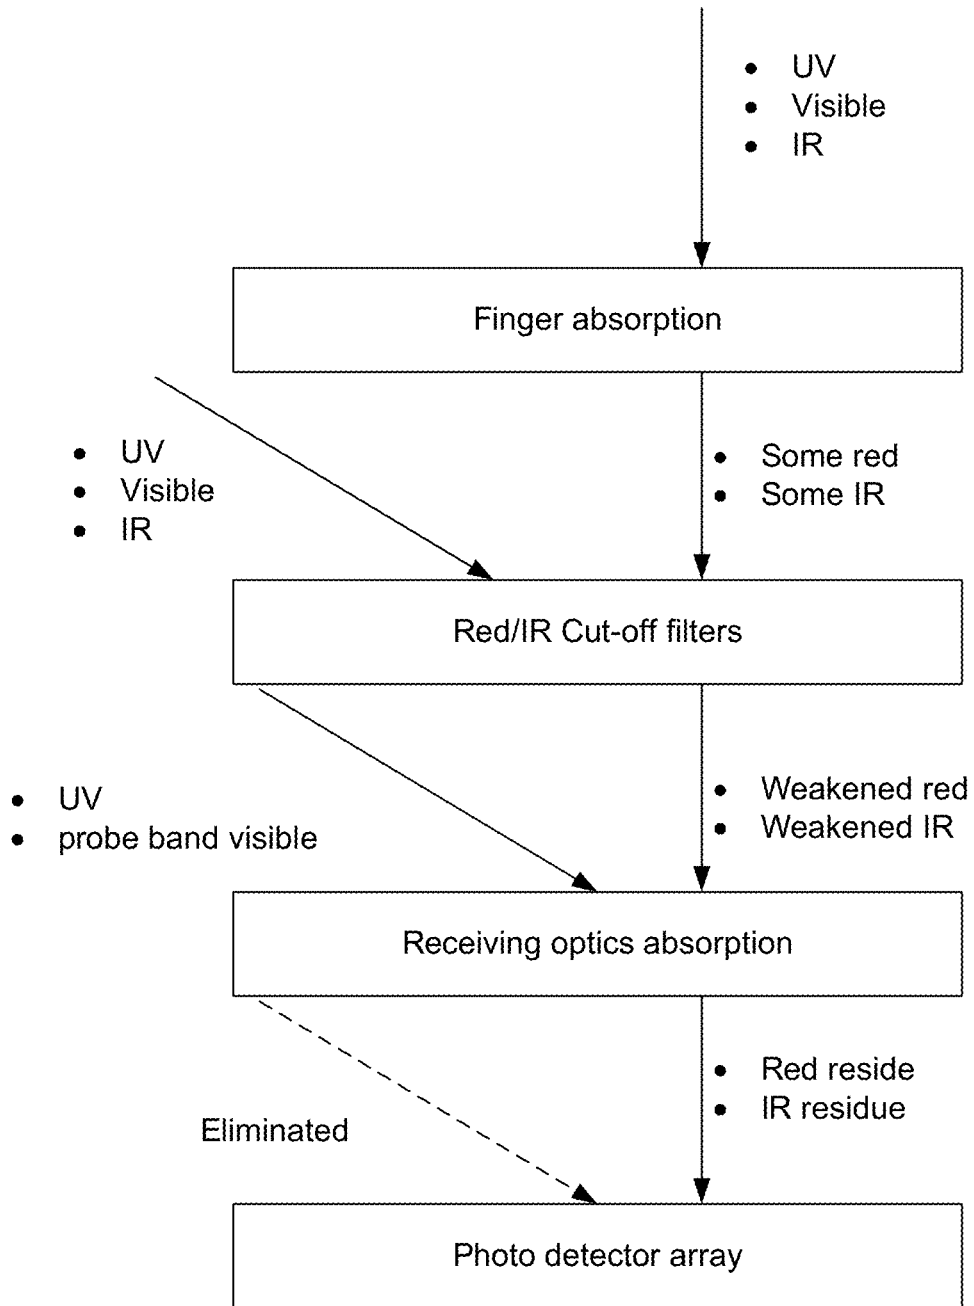 • UV
• Visible
• IR
Finger absorption
• UV
• Visible
• IR
• Some red
• Some IR
Red/IR Cut-off filters
• UV
• probe band visible
• Weakened red
• Weakened IR
Receiving optics absorption
• Red reside
• IR residue
Eliminated
Photo detector array